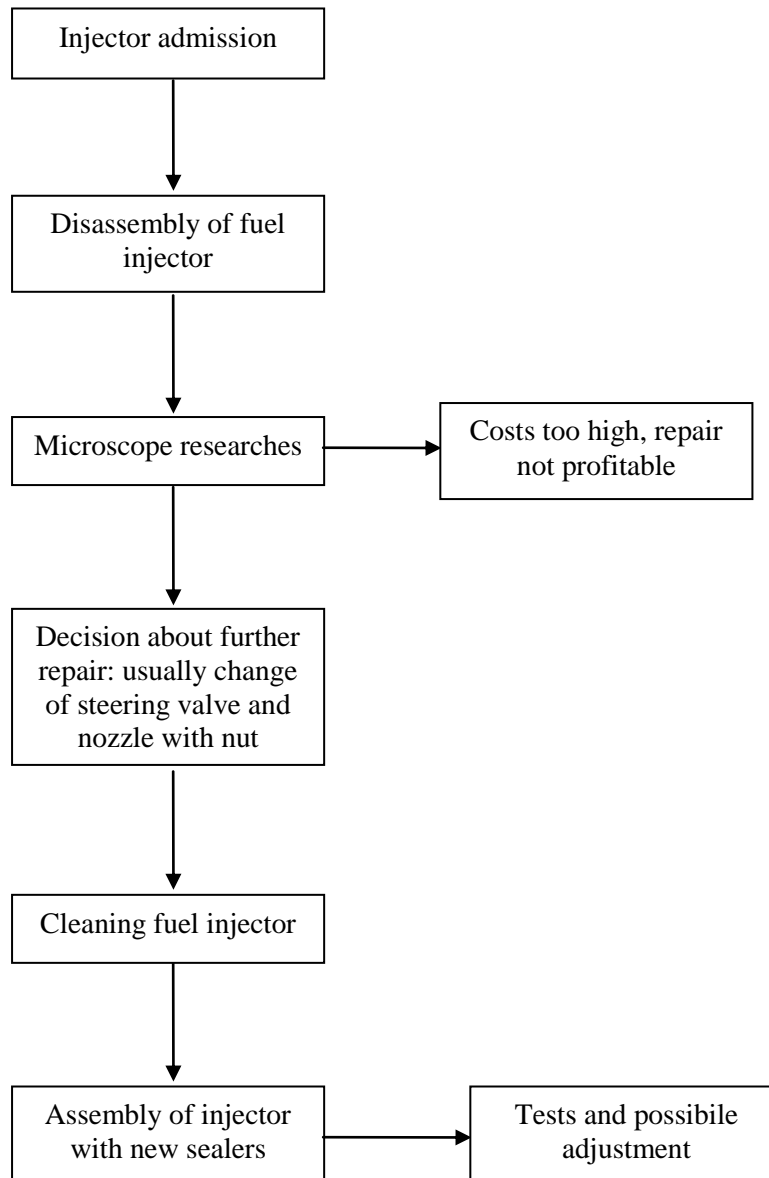 Injector admission
Disassembly of fuel
injector
Microscope researches
Costs too high, repair
not profitable
Decision about further
repair: usually change
of steering valve and
nozzle with nut
Cleaning fuel injector
Assembly of injector
with new sealers
Tests and possibile
adjustment